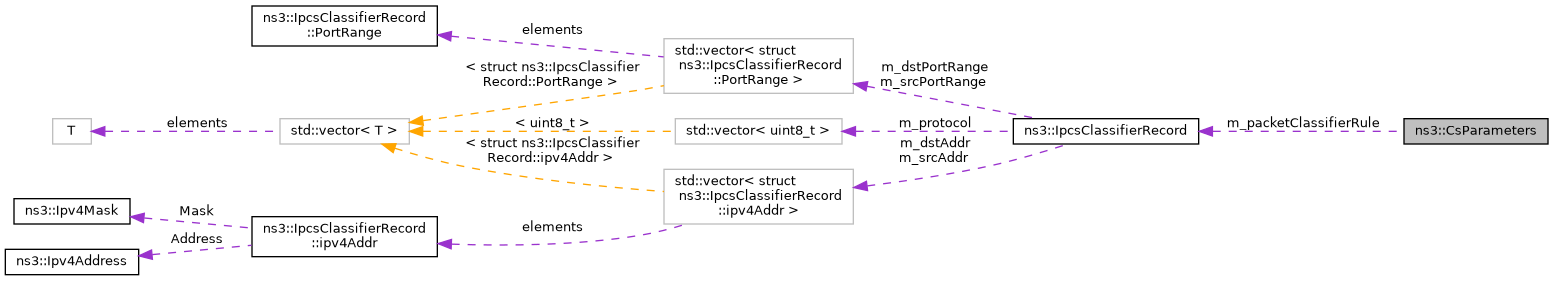 ns3::IpcsClassifierRecord
::PortRange
elements
std::vector< struct
ns3::IpcsClassifierRecord
::PortRange >
< struct ns3::IpcsClassifier
Record::PortRange >
m_dstPortRange
m_srcPortRange
T
elements
std::vector< T >
< uint8_t >
std::vector< uint8_t >
m_protocol
ns3::IpcsClassifierRecord
m_packetClassifierRule
ns3::CsParameters
< struct ns3::IpcsClassifier
Record::ipv4Addr >
m_dstAddr
m_srcAddr
std::vector< struct
ns3::IpcsClassifierRecord
::ipv4Addr >
ns3::Ipv4Mask
Mask
ns3::IpcsClassifierRecord
::ipv4Addr
elements
Address
ns3::Ipv4Address